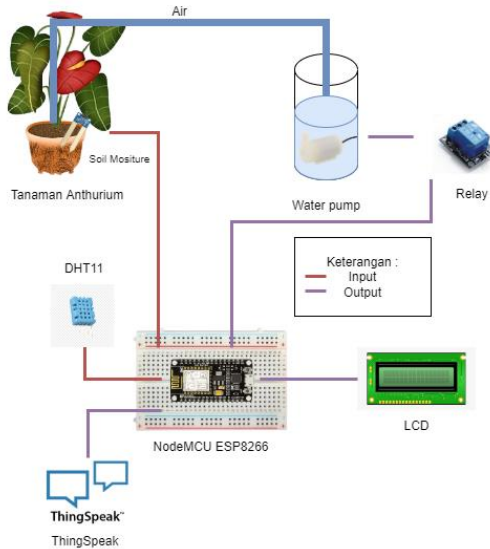 Air
Soil Mositure
Tanaman Anthurium
Water pump
Relay
Keterangan :
Input
Output
DHT11
NodeMCU ESP8266
LCD
ThingSpeak™
ThingSpeak